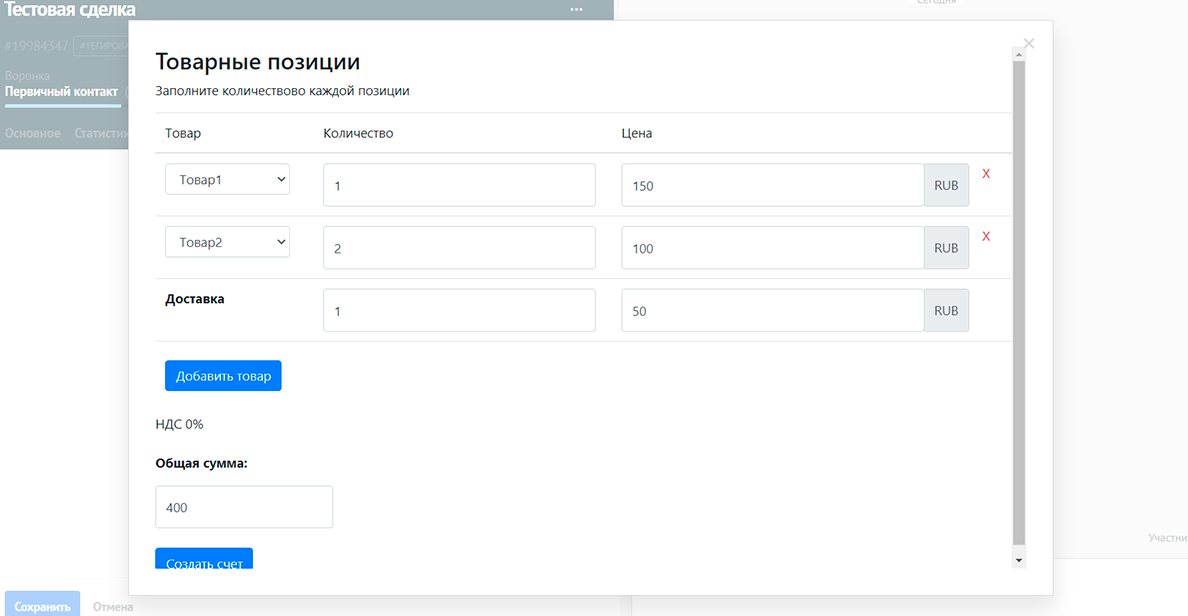 Тестовая сделка
...
Сегодня
#19984347 #ТЕГИРОВА
Воронка
Первичный контакт
Основное Статистик
×
Товарные позиции
Заполните количествово каждой позиции
Товар Количество Цена
Товар1 1 150 RUB X
Товар2 2 100 RUB X
Доставка 1 50 RUB
Добавить товар
НДС 0%
Общая сумма:
400
Создать счет
Участни
Сохранить Отмена